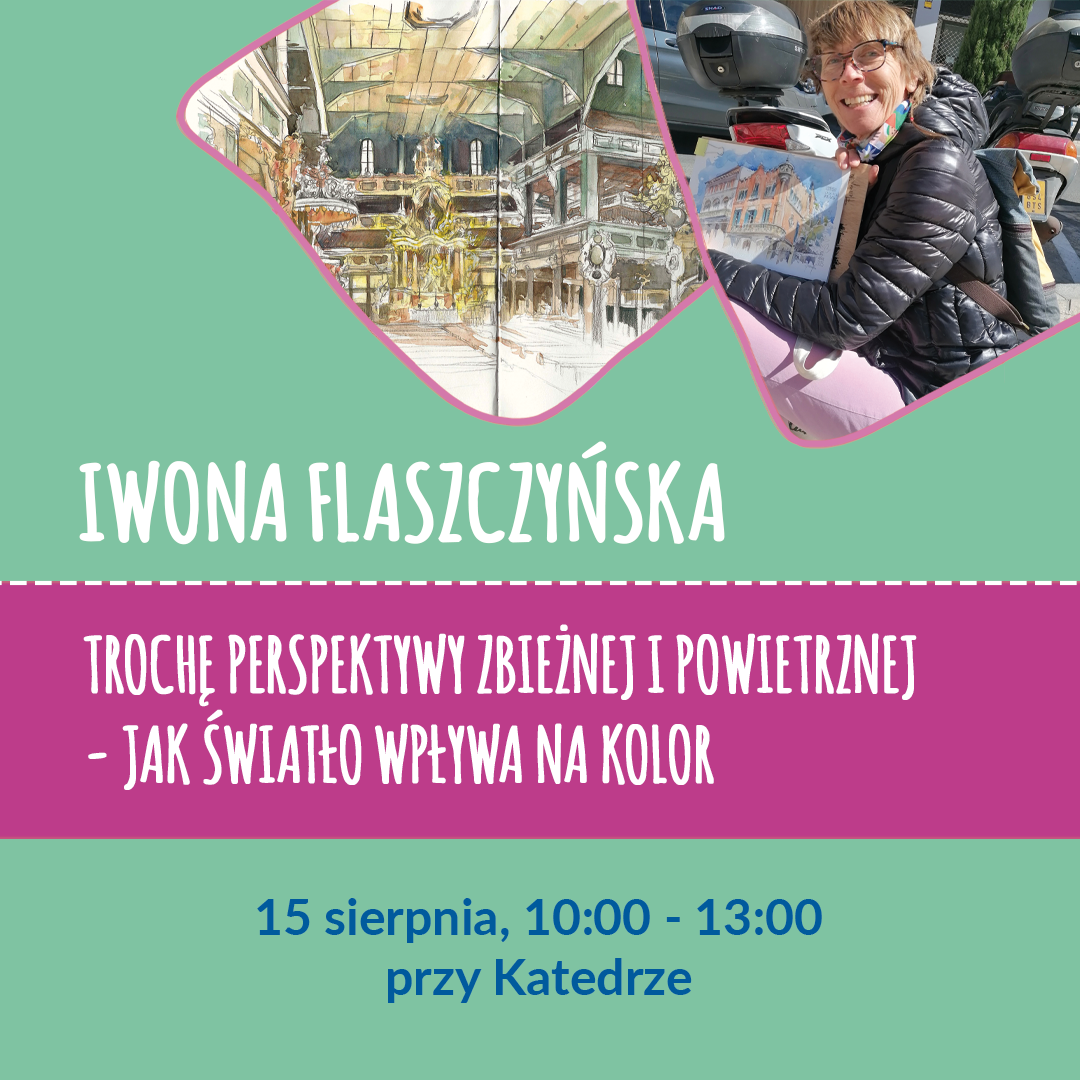 IWONA FLASZCZYŃSKA
TROCHĘ PERSPEKTYWY ZBIEŻNEJ I POWIETRZNEJ
- JAK ŚWIATŁO WPŁYWA NA KOLOR
15 sierpnia, 10:00 - 13:00
przy Katedrze